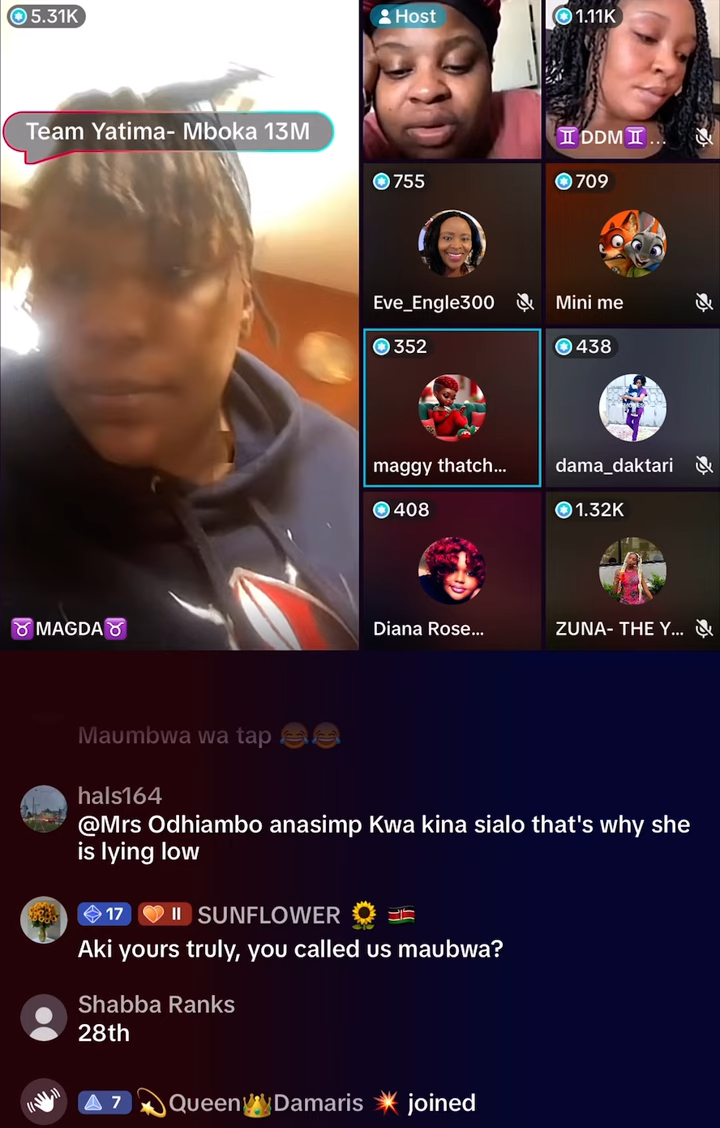 5.31K
Team Yatima- Mboka 13M
♉MAGDA♉
Host
1.11K
♊DDM♊...
755
Eve_Engle300
709
Mini me
352
maggy thatch...
438
dama_daktari
408
Diana Rose...
1.32K
ZUNA- THE Y...
Maumbwa wa tap 😂😂
hals164
@Mrs Odhiambo anasimp Kwa kina sialo that's why she
is lying low
17 II SUNFLOWER 🌻 🇰🇪
Aki yours truly, you called us maubwa?
Shabba Ranks
28th
7 💫Queen👑Damaris 💥 joined